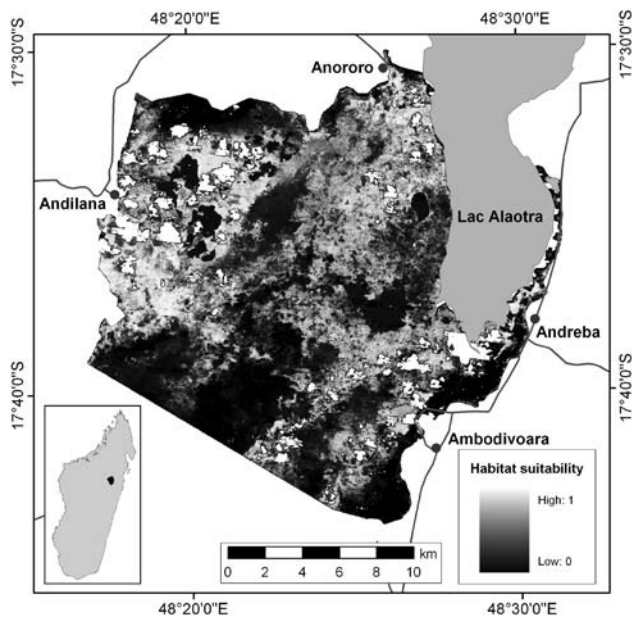 48°20'0"E
48°30'0"E
17°30'0"S
17°30'0"S
Anororo
Andilana
Lac Alaotra
Andreba
17°40'0"S
17°40'0"S
Ambodivoara
Habitat suitability
High: 1
Low: 0
km
0 2 4 6 8 10
48°20'0"E
48°30'0"E